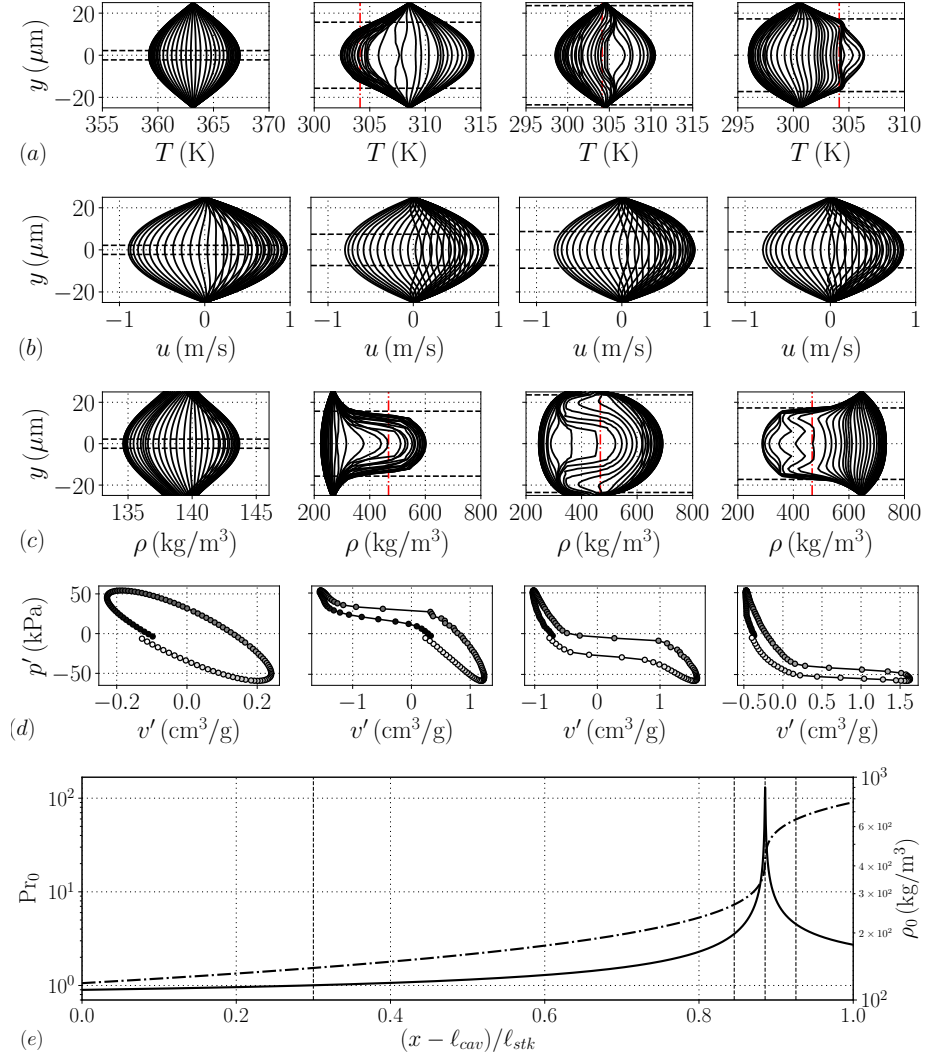 20
0
−20
y (μm)
355 360 365 370
300 305 310 315
295 300 305 310 315
295 300 305 310
(a)
T (K)
T (K)
T (K)
T (K)
20
0
−20
y (μm)
−1 0 1
−1 0 1
−1 0 1
−1 0 1
(b)
u (m/s)
u (m/s)
u (m/s)
u (m/s)
20
0
−20
y (μm)
135 140 145
200 400 600 800
200 400 600 800
200 400 600 800
(c)
ρ (kg/m³)
ρ (kg/m³)
ρ (kg/m³)
ρ (kg/m³)
50
0
−50
p′ (kPa)
−0.2 0.0 0.2
−1 0 1
−1 0 1
−0.5 0.0 0.5 1.0 1.5
(d)
v′ (cm³/g)
v′ (cm³/g)
v′ (cm³/g)
v′ (cm³/g)
10²
10¹
10⁰
Pr₀
10³
6 × 10²
4 × 10²
3 × 10²
2 × 10²
10²
ρ₀ (kg/m³)
0.0 0.2 0.4 0.6 0.8 1.0
(e)
(x − ℓcav)/ℓstk